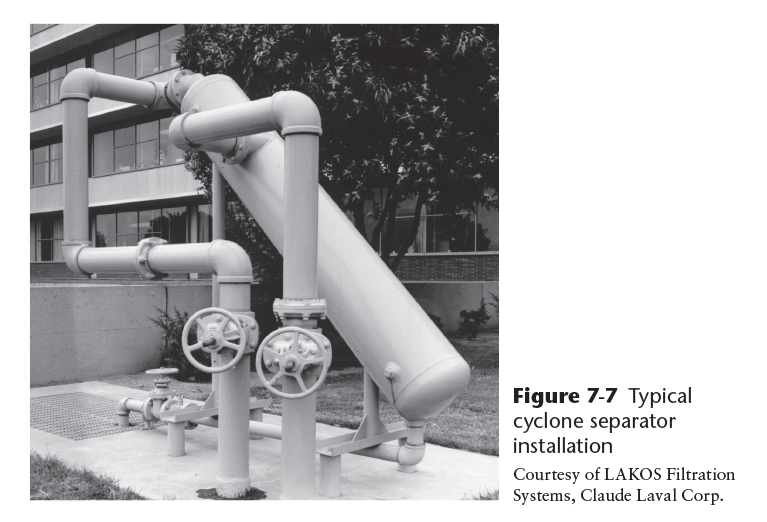 Figure 7-7 Typical
cyclone separator
installation
Courtesy of LAKOS Filtration
Systems, Claude Laval Corp.